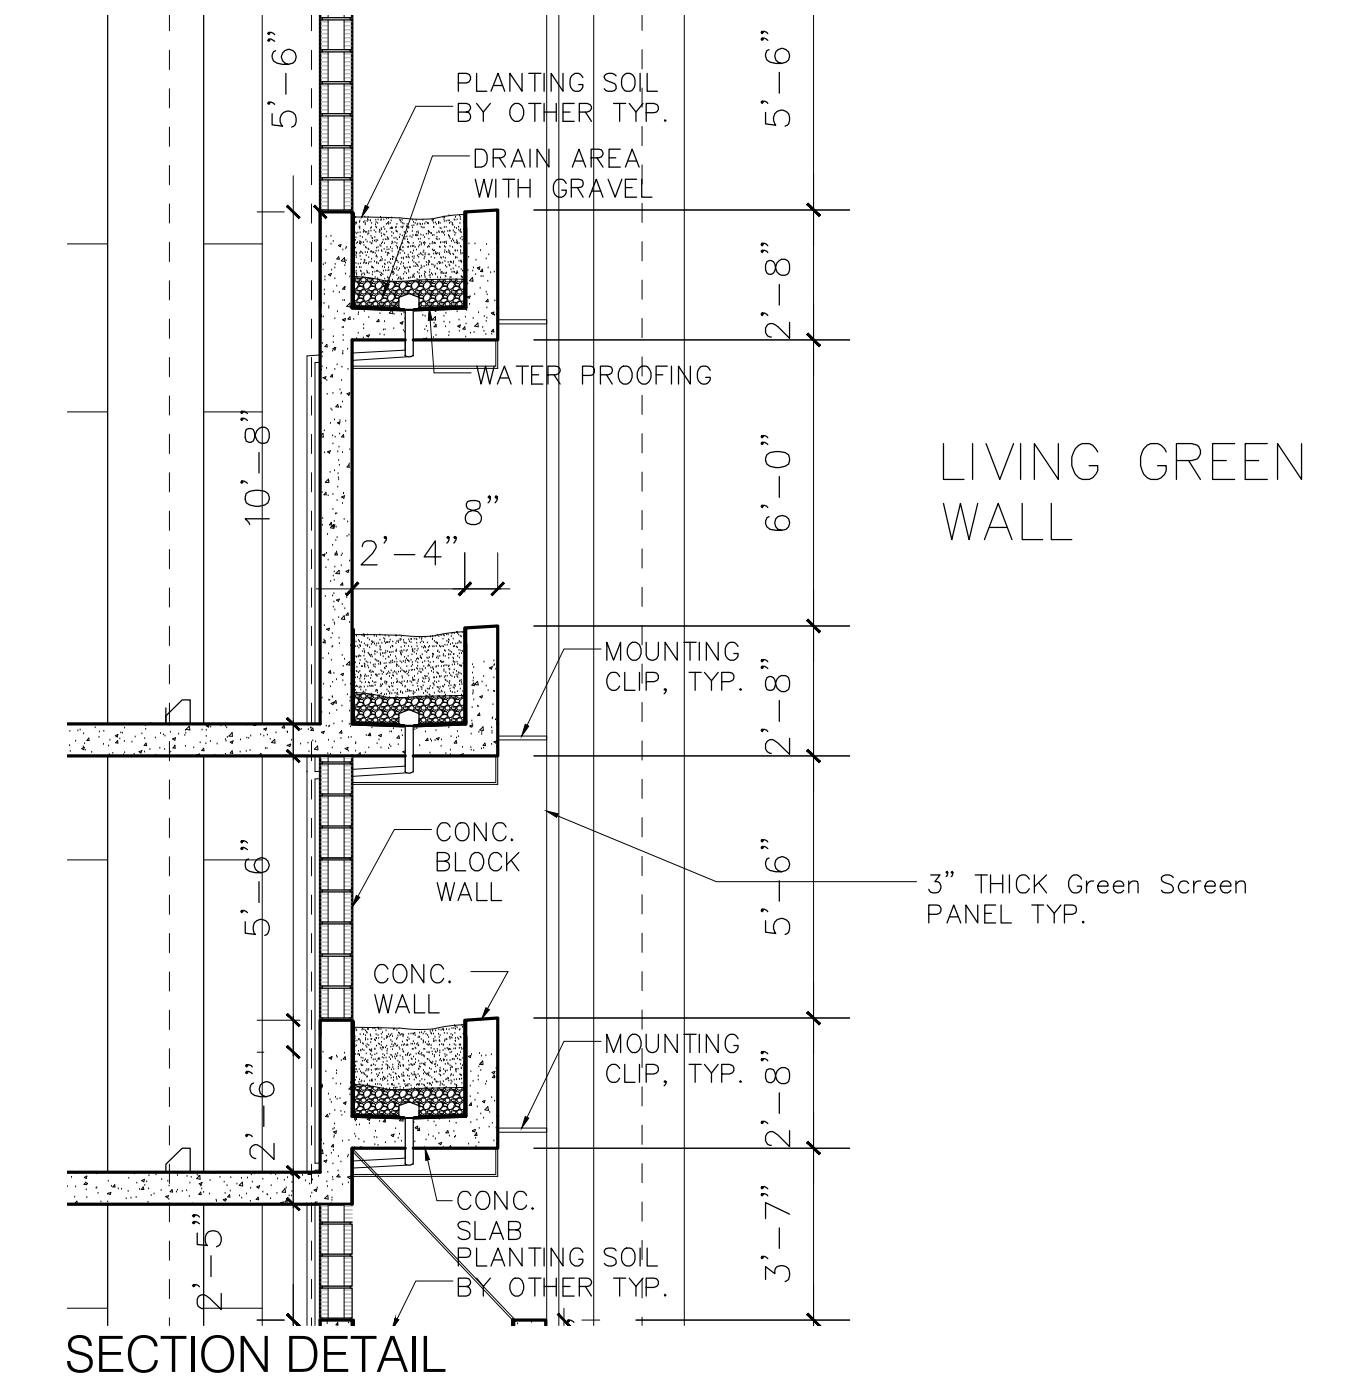 5'-6"
5'-6"
PLANTING SOIL
BY OTHER TYP.
DRAIN AREA
WITH GRAVEL
2'-8"
WATER PROOFING
10'-8"
6'-0"
LIVING GREEN
WALL
8"
2'-4"
MOUNTING
CLIP, TYP.
2'-8"
CONC.
BLOCK
WALL
5'-6"
5'-6"
3" THICK Green Screen
PANEL TYP.
CONC.
WALL
MOUNTING
CLIP, TYP.
2'-6"
2'-8"
CONC.
SLAB
2'-5"
3'-7"
PLANTING SOIL
BY OTHER TYP.
SECTION DETAIL